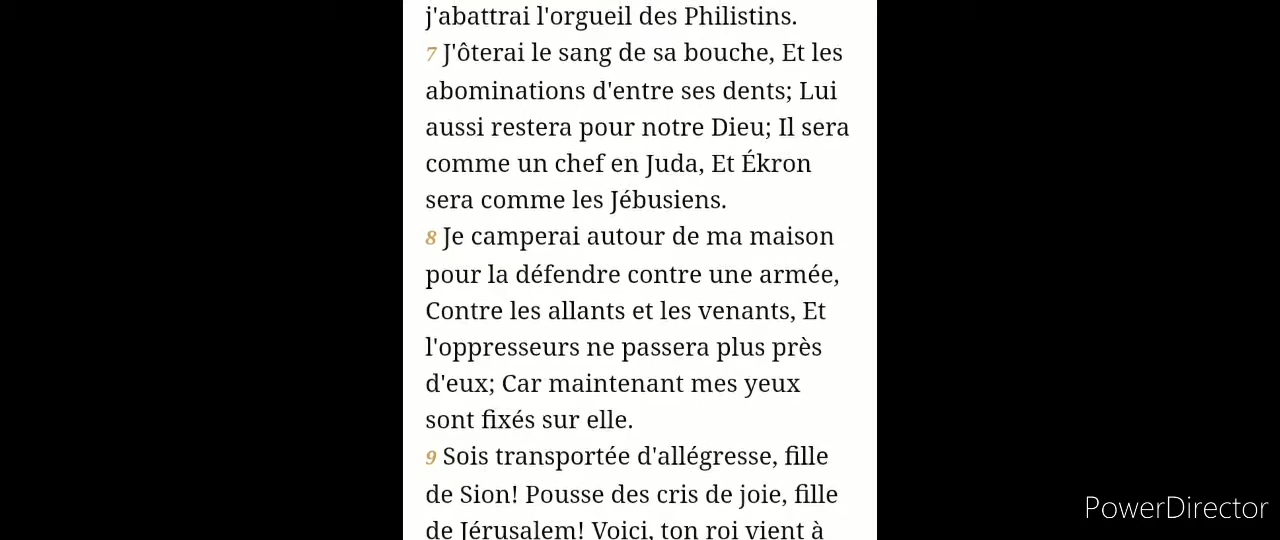 j'abattrai l'orgueil des Philistins.
7 J'ôterai le sang de sa bouche, Et les
abominations d'entre ses dents; Lui
aussi restera pour notre Dieu; Il sera
comme un chef en Juda, Et Ékron
sera comme les Jébusiens.
8 Je camperai autour de ma maison
pour la défendre contre une armée,
Contre les allants et les venants, Et
l'oppresseurs ne passera plus près
d'eux; Car maintenant mes yeux
sont fixés sur elle.
9 Sois transportée d'allégresse, fille
de Sion! Pousse des cris de joie, fille
de Jérusalem! Voici, ton roi vient à
PowerDirector